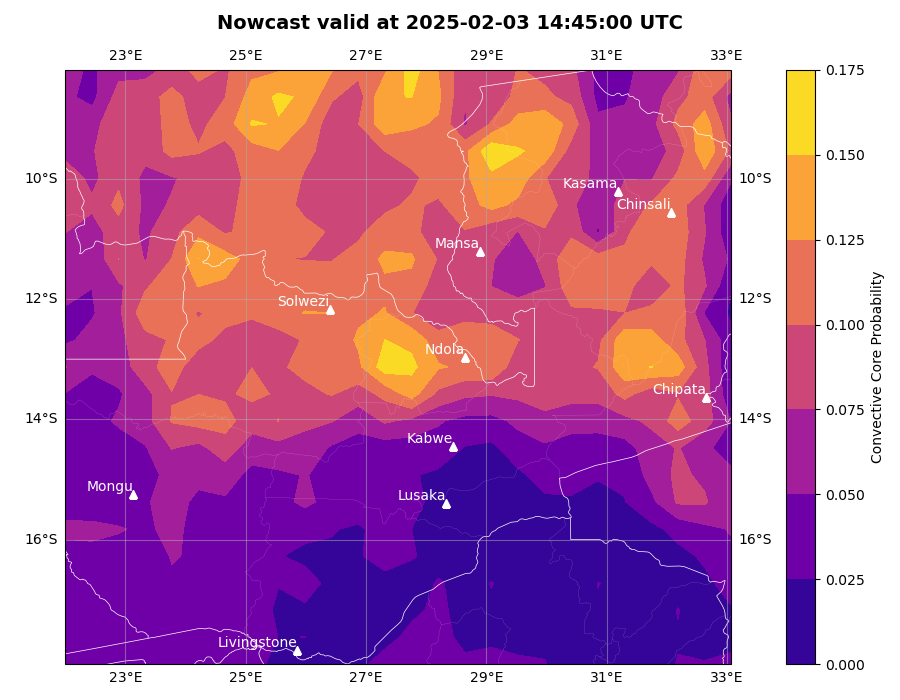 Nowcast valid at 2025-02-03 14:45:00 UTC
23°E 25°E 27°E 29°E 31°E 33°E
0.175
0.150
10°S 10°S
Kasama
Chinsali
0.125
Mansa
12°S 12°S
Solwezi
0.100
Ndola
Chipata
0.075
14°S 14°S
Kabwe
Mongu
Lusaka
0.050
16°S 16°S
0.025
Livingstone
0.000
23°E 25°E 27°E 29°E 31°E 33°E
Convective Core Probability